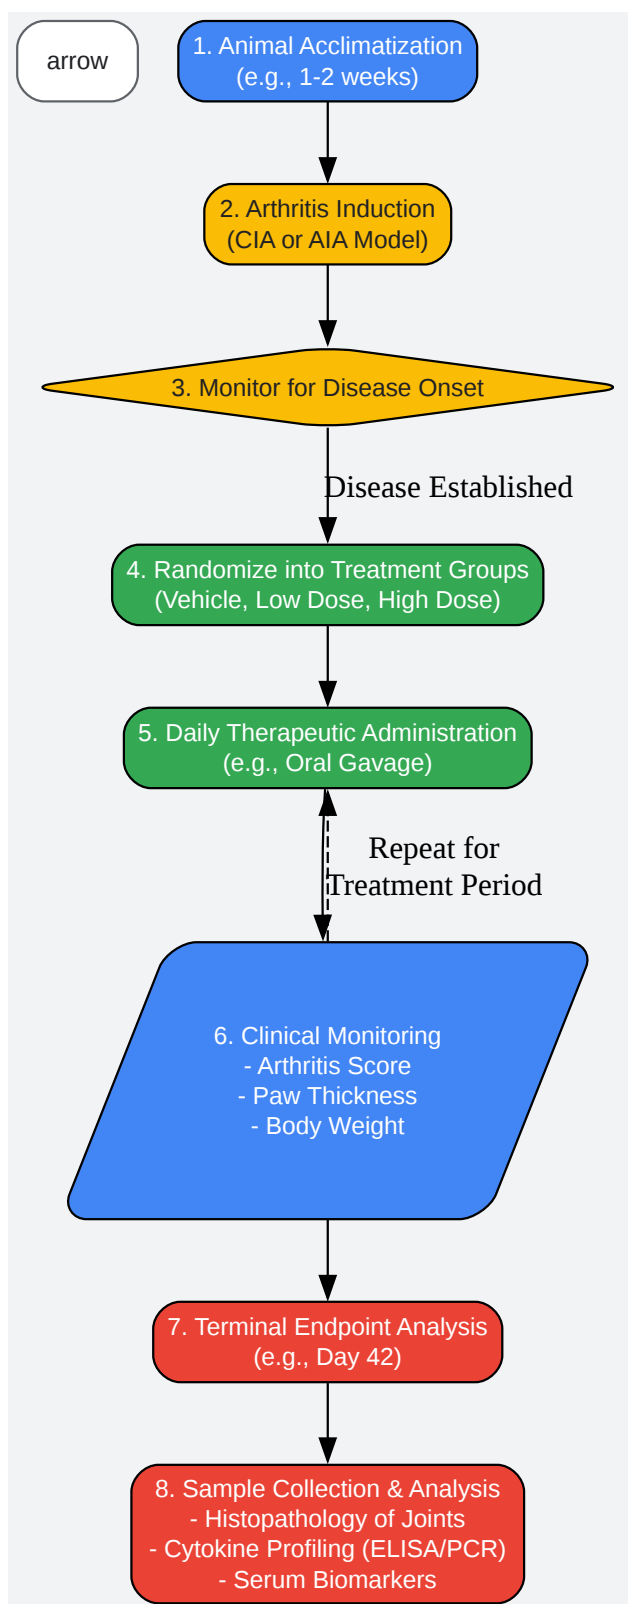 arrow
1. Animal Acclimatization
(e.g., 1-2 weeks)
2. Arthritis Induction
(CIA or AIA Model)
3. Monitor for Disease Onset
Disease Established
4. Randomize into Treatment Groups
(Vehicle, Low Dose, High Dose)
5. Daily Therapeutic Administration
(e.g., Oral Gavage)
Repeat for
Treatment Period
6. Clinical Monitoring
- Arthritis Score
- Paw Thickness
- Body Weight
7. Terminal Endpoint Analysis
(e.g., Day 42)
8. Sample Collection & Analysis
- Histopathology of Joints
- Cytokine Profiling (ELISA/PCR)
- Serum Biomarkers